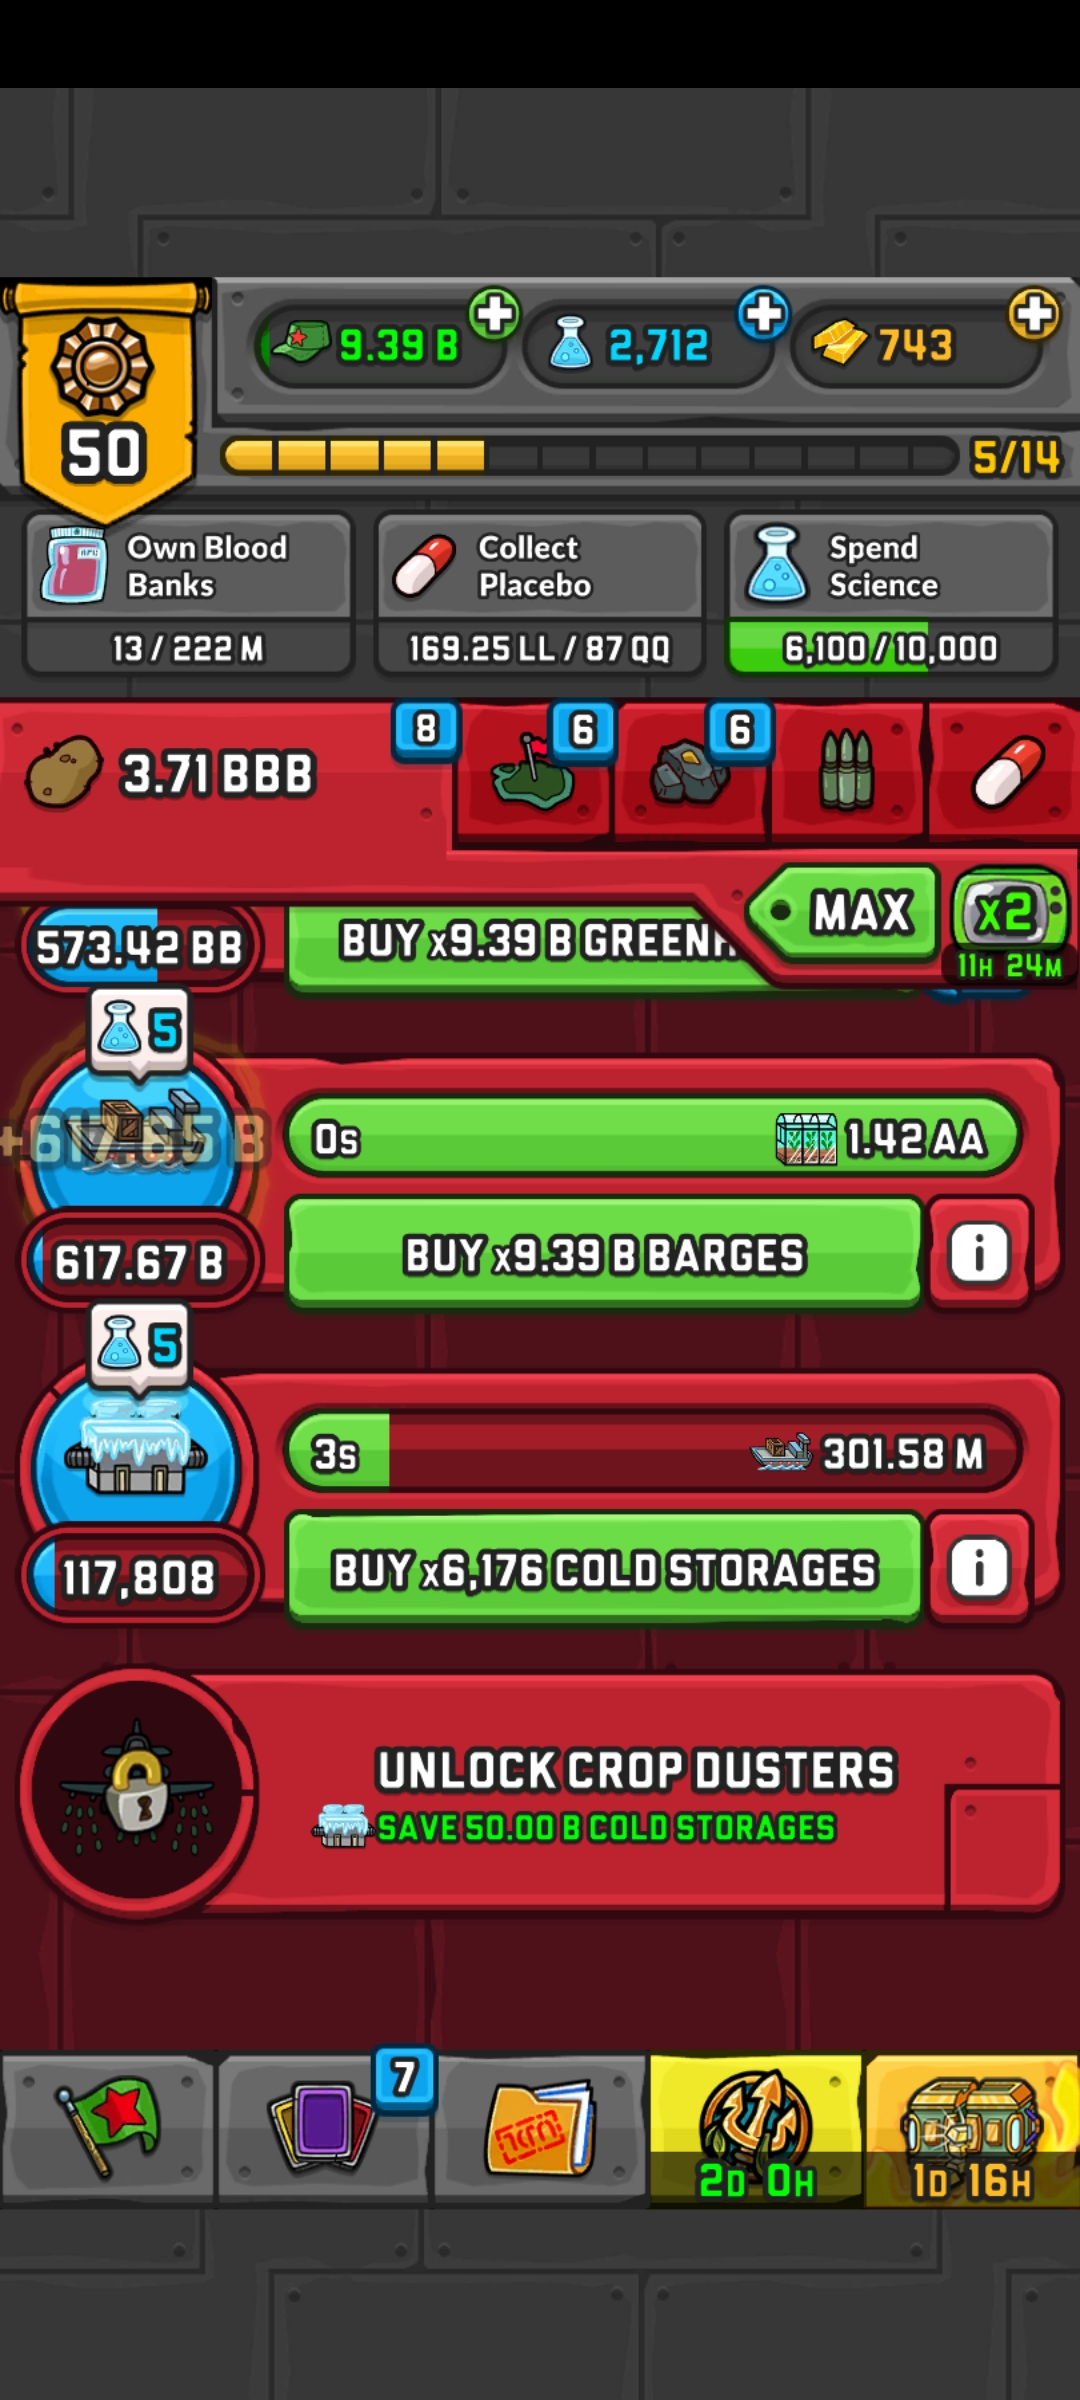 9.39 B
2,712
743
50
5/14
Own Blood
Banks
13 / 222 M
Collect
Placebo
169.25 LL / 87 QQ
Spend
Science
6,100 / 10,000
3.71 BBB
8
6
6
MAX
x2
11H 24M
573.42 BB
BUY x9.39 B GREENH
5
+617.65 B
0s
1.42 AA
617.67 B
BUY x9.39 B BARGES
i
5
3s
301.58 M
117,808
BUY x6,176 COLD STORAGES
i
UNLOCK CROP DUSTERS
SAVE 50.00 B COLD STORAGES
7
2D 0H
1D 16H